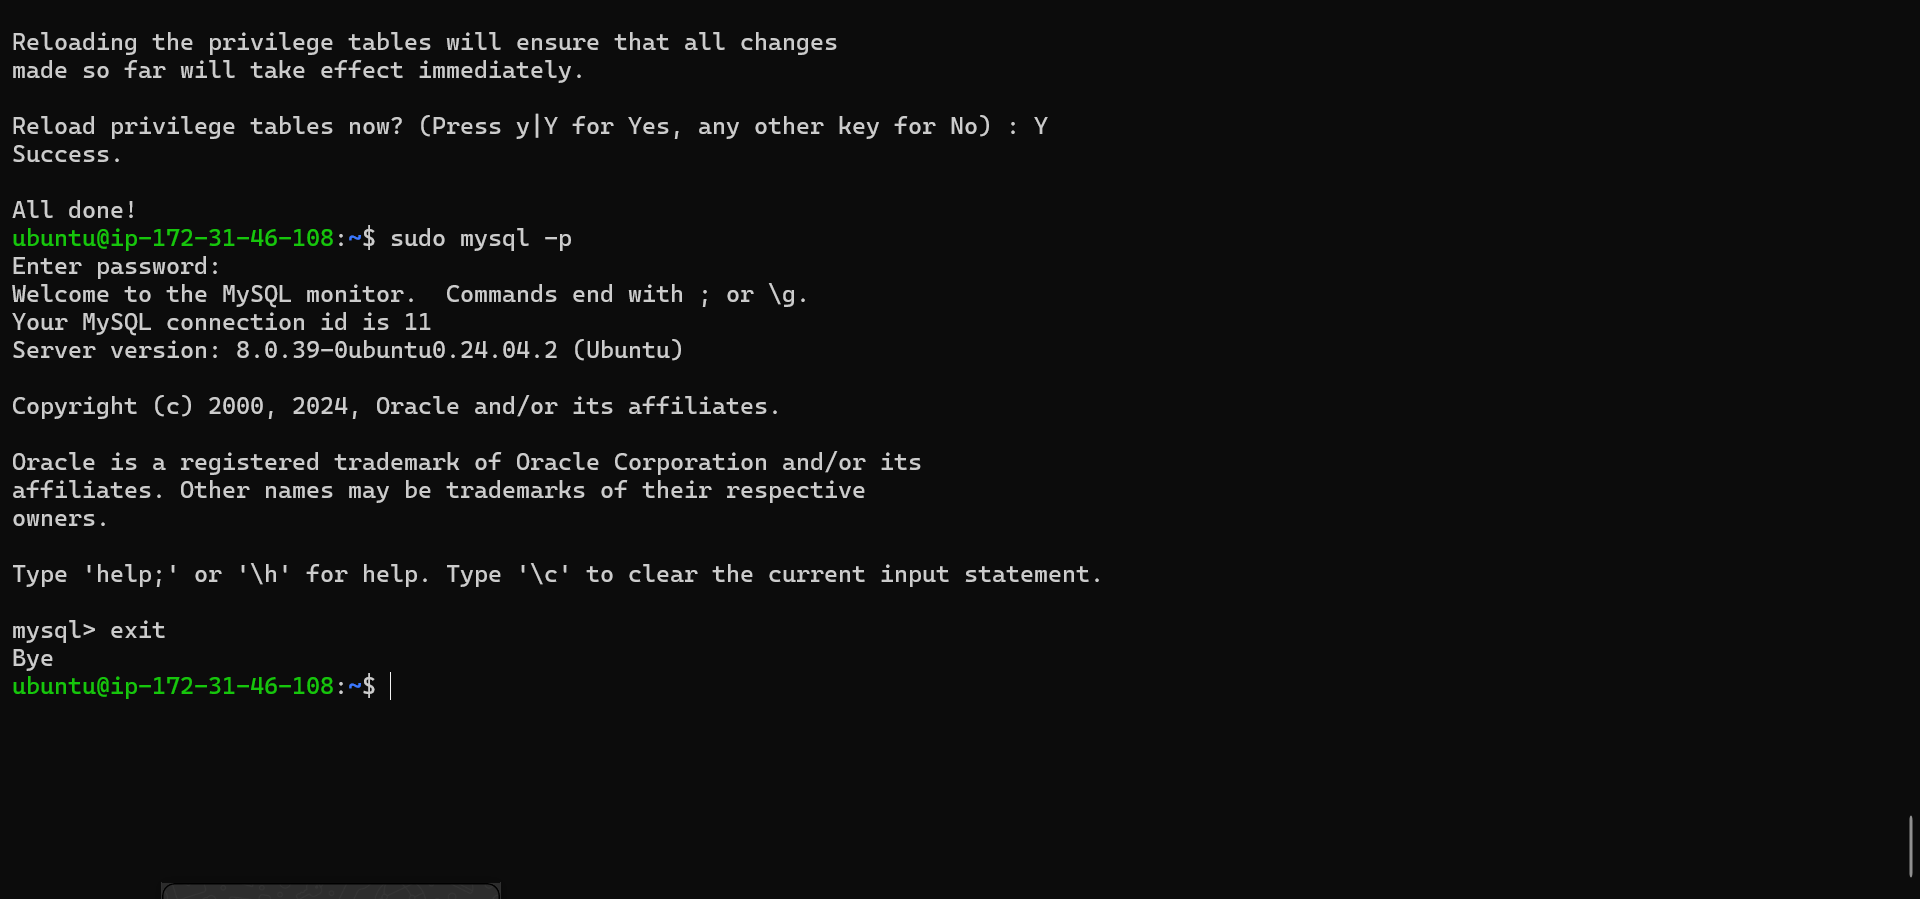 Reloading the privilege tables will ensure that all changes
made so far will take effect immediately.
Reload privilege tables now? (Press y|Y for Yes, any other key for No) : Y
Success.
All done!
ubuntu@ip-172-31-46-108:~$ sudo mysql -p
Enter password:
Welcome to the MySQL monitor.  Commands end with ; or \g.
Your MySQL connection id is 11
Server version: 8.0.39-0ubuntu0.24.04.2 (Ubuntu)
Copyright (c) 2000, 2024, Oracle and/or its affiliates.
Oracle is a registered trademark of Oracle Corporation and/or its
affiliates. Other names may be trademarks of their respective
owners.
Type 'help;' or '\h' for help. Type '\c' to clear the current input statement.
mysql> exit
Bye
ubuntu@ip-172-31-46-108:~$